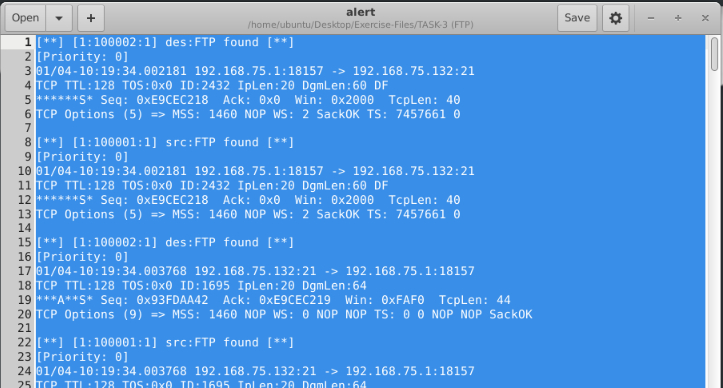 Open
+
alert
/home/ubuntu/Desktop/Exercise-Files/TASK-3 (FTP)
Save
1 [**] [1:100002:1] des:FTP found [**]
2 [Priority: 0]
3 01/04-10:19:34.002181 192.168.75.1:18157 -> 192.168.75.132:21
4 TCP TTL:128 TOS:0x0 ID:2432 IpLen:20 DgmLen:60 DF
5 ******S* Seq: 0xE9CEC218  Ack: 0x0  Win: 0x2000  TcpLen: 40
6 TCP Options (5) => MSS: 1460 NOP WS: 2 SackOK TS: 7457661 0
7
8 [**] [1:100001:1] src:FTP found [**]
9 [Priority: 0]
10 01/04-10:19:34.002181 192.168.75.1:18157 -> 192.168.75.132:21
11 TCP TTL:128 TOS:0x0 ID:2432 IpLen:20 DgmLen:60 DF
12 ******S* Seq: 0xE9CEC218  Ack: 0x0  Win: 0x2000  TcpLen: 40
13 TCP Options (5) => MSS: 1460 NOP WS: 2 SackOK TS: 7457661 0
14
15 [**] [1:100002:1] des:FTP found [**]
16 [Priority: 0]
17 01/04-10:19:34.003768 192.168.75.132:21 -> 192.168.75.1:18157
18 TCP TTL:128 TOS:0x0 ID:1695 IpLen:20 DgmLen:64
19 ***A**S* Seq: 0x93FDAA42  Ack: 0xE9CEC219  Win: 0xFAF0  TcpLen: 44
20 TCP Options (9) => MSS: 1460 NOP WS: 0 NOP NOP TS: 0 0 NOP NOP SackOK
21
22 [**] [1:100001:1] src:FTP found [**]
23 [Priority: 0]
24 01/04-10:19:34.003768 192.168.75.132:21 -> 192.168.75.1:18157
25 TCP TTL:128 TOS:0x0 ID:1695 IpLen:20 DgmLen:64